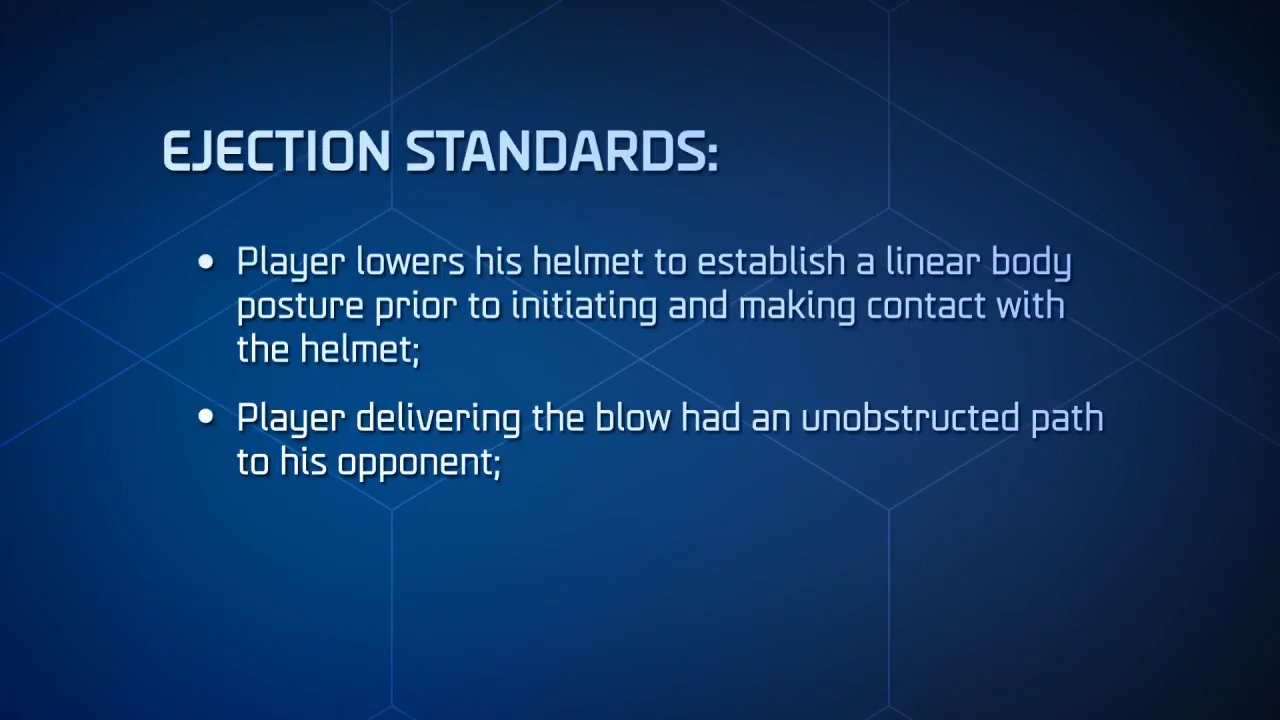 EJECTION STANDARDS:
• Player lowers his helmet to establish a linear body
posture prior to initiating and making contact with
the helmet;
• Player delivering the blow had an unobstructed path
to his opponent;